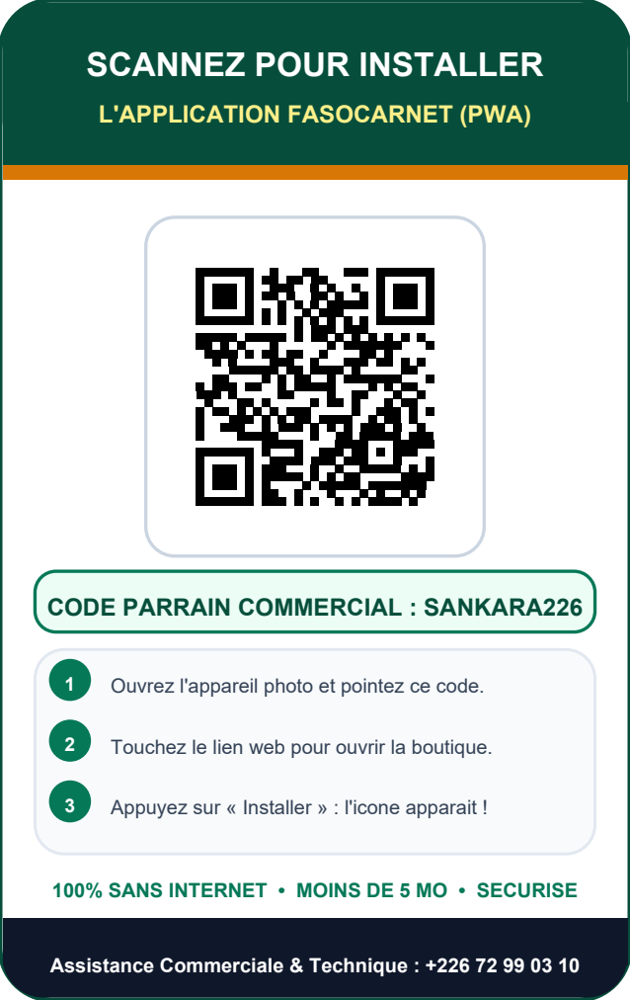 SCANNEZ POUR INSTALLER
L'APPLICATION FASOCARNET (PWA)
CODE PARRAIN COMMERCIAL : SANKARA226
1 Ouvrez l'appareil photo et pointez ce code.
2 Touchez le lien web pour ouvrir la boutique.
3 Appuyez sur « Installer » : l'icone apparait !
100% SANS INTERNET • MOINS DE 5 MO • SECURISE
Assistance Commerciale & Technique : +226 72 99 03 10